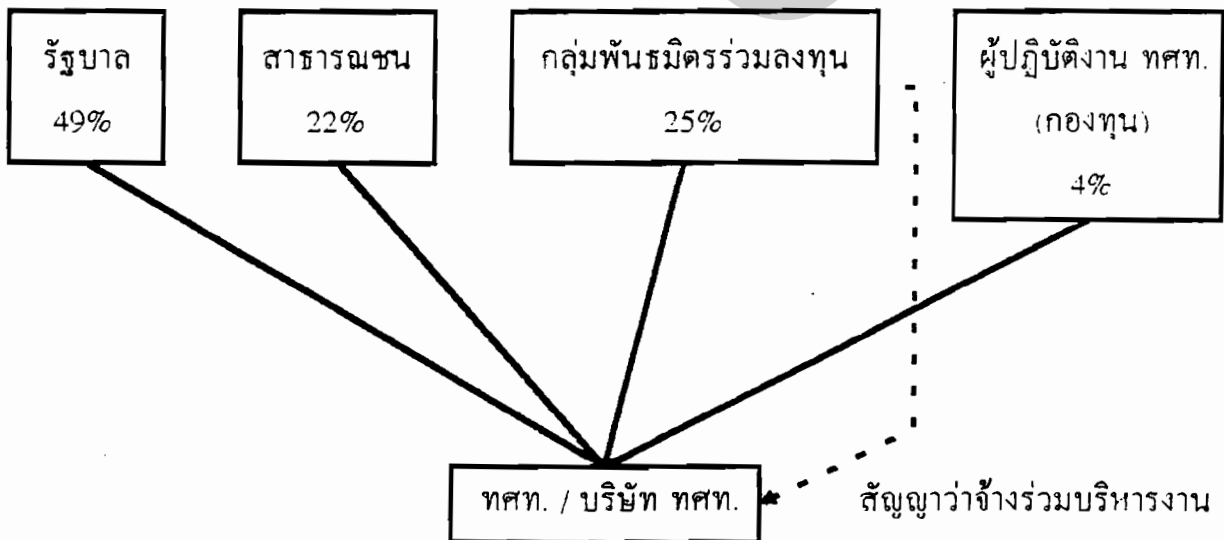 รัฐบาล
49%
สาธารณชน
22%
กลุ่มพันธมิตรร่วมลงทุน
25%
ผู้ปฏิบัติงาน ทศท.
(กองทุน)
4%
ทศท. / บริษัท ทศท.
สัญญาว่าจ้างร่วมบริหารงาน